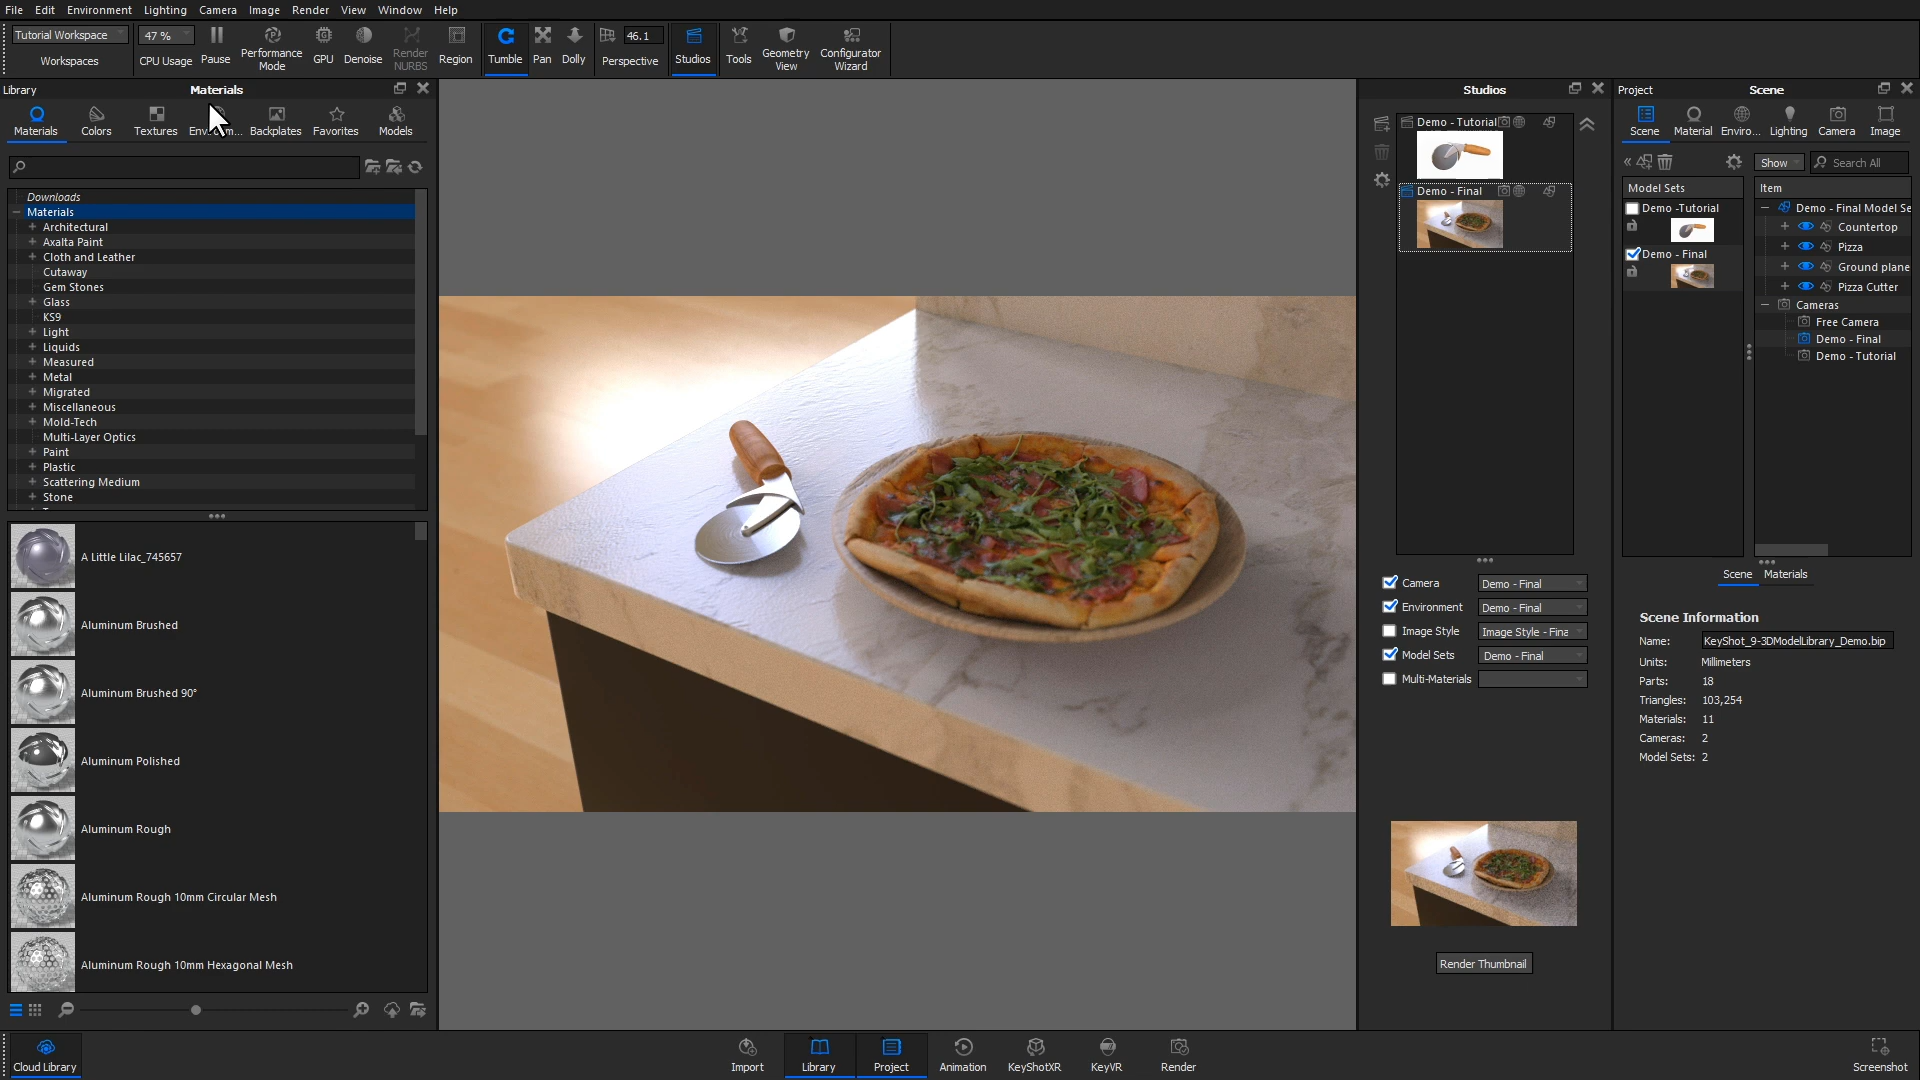 File Edit Environment Lighting Camera Image Render View Window Help
Tutorial Workspace
Workspaces
47 %
CPU Usage
Pause
Performance
Mode
GPU
Denoise
Render
NURBS
Region
Tumble
Pan
Dolly
46.1
Perspective
Studios
Tools
Geometry
View
Configurator
Wizard
Library
Materials
Materials Colors Textures Backplates Favorites Models
Downloads
Materials
Architectural
Axalta Paint
Cloth and Leather
Cutaway
Gem Stones
Glass
KS9
Light
Liquids
Measured
Metal
Migrated
Miscellaneous
Mold-Tech
Multi-Layer Optics
Paint
Plastic
Scattering Medium
Stone
A Little Lilac_745657
Aluminum Brushed
Aluminum Brushed 90°
Aluminum Polished
Aluminum Rough
Aluminum Rough 10mm Circular Mesh
Aluminum Rough 10mm Hexagonal Mesh
Studios
Demo - Tutorial
Demo - Final
Camera Demo - Final
Environment Demo - Final
Image Style Image Style - Fina
Model Sets Demo - Final
Multi-Materials
Render Thumbnail
Project
Scene
Scene Material Enviro... Lighting Camera Image
Show
Search All
Model Sets
Demo -Tutorial
Demo - Final
Item
Demo - Final Model Se
Countertop
Pizza
Ground plane
Pizza Cutter
Cameras
Free Camera
Demo - Final
Demo - Tutorial
Scene Materials
Scene Information
Name: KeyShot_9-3DModelLibrary_Demo.bip
Units: Millimeters
Parts: 18
Triangles: 103,254
Materials: 11
Cameras: 2
Model Sets: 2
Cloud Library
Import
Library
Project
Animation
KeyShotXR
KeyVR
Render
Screenshot